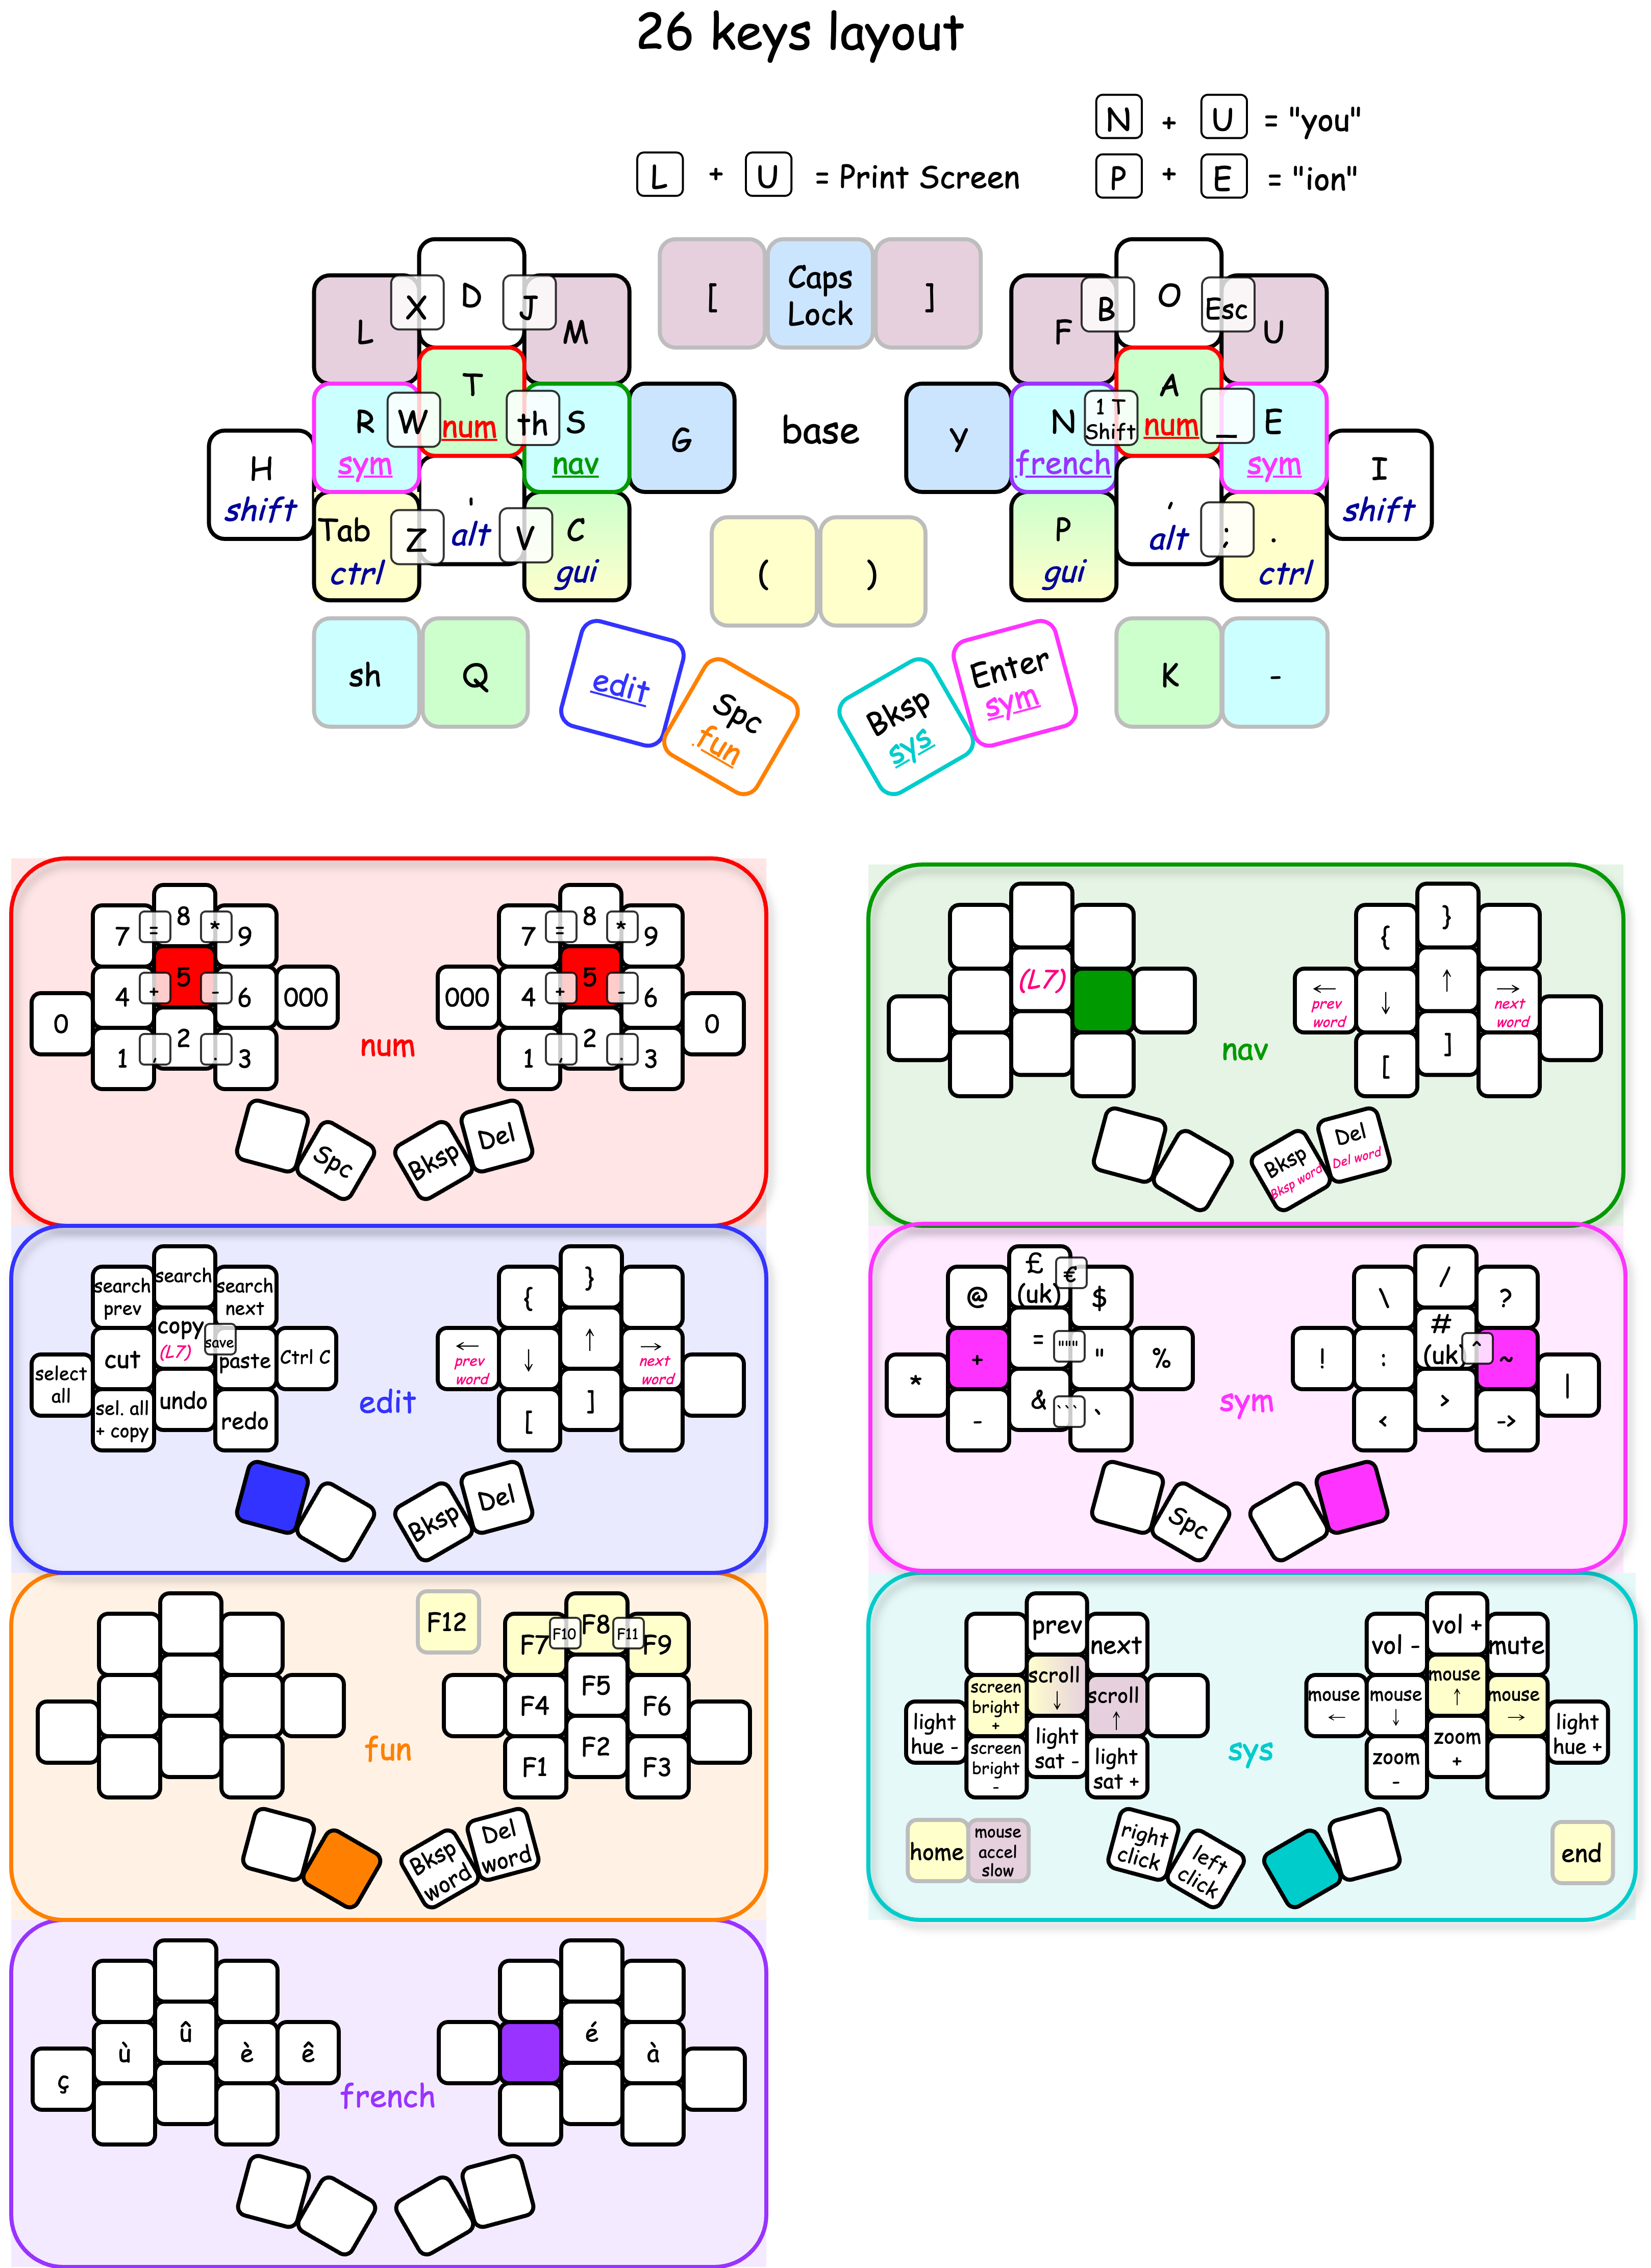 26 keys layout
N + U = "you"
L + U = Print Screen
P + E = "ion"
D
O
L X J M
[ Caps Lock ]
F B Esc U
T num
A num
R sym W th S nav G
base
Y N french 1 T Shift _ E sym
H shift
I shift
Tab ctrl Z ' alt V C gui
( )
P gui , alt ; . ctrl
sh Q
edit
Spc fun
Bksp sys
Enter sym
K -
8
7 = * 9
5
4 + - 6 000
0
2
1 , . 3
num
8
7 = * 9
5
000 4 + - 6
0
2
1 , . 3
Spc
Bksp
Del
(L7)
nav
}
{
↑
← prev word
↓
→ next word
]
[
Bksp
Bksp word
Del
Del word
search
search prev
search next
copy (L7)
save
cut
paste
Ctrl C
select all
undo
sel. all + copy
redo
edit
}
{
↑
← prev word
↓
→ next word
]
[
Bksp
Del
£ (uk)
€
@
$
=
""""
+
"
%
*
&
```
-
`
sym
/
\
?
# (uk)
^
!
:
~
|
>
<
->
Spc
fun
F12
F8
F7 F10 F11 F9
F5
F4
F6
F2
F1
F3
Bksp word
Del word
prev
next
scroll ↓
screen bright +
scroll ↑
light hue -
light sat -
screen bright -
light sat +
sys
vol +
vol -
mute
mouse ↑
mouse ←
mouse ↓
mouse →
light hue +
zoom +
zoom -
home
mouse accel slow
right click
left click
end
û
ù
è
ê
ç
french
é
à